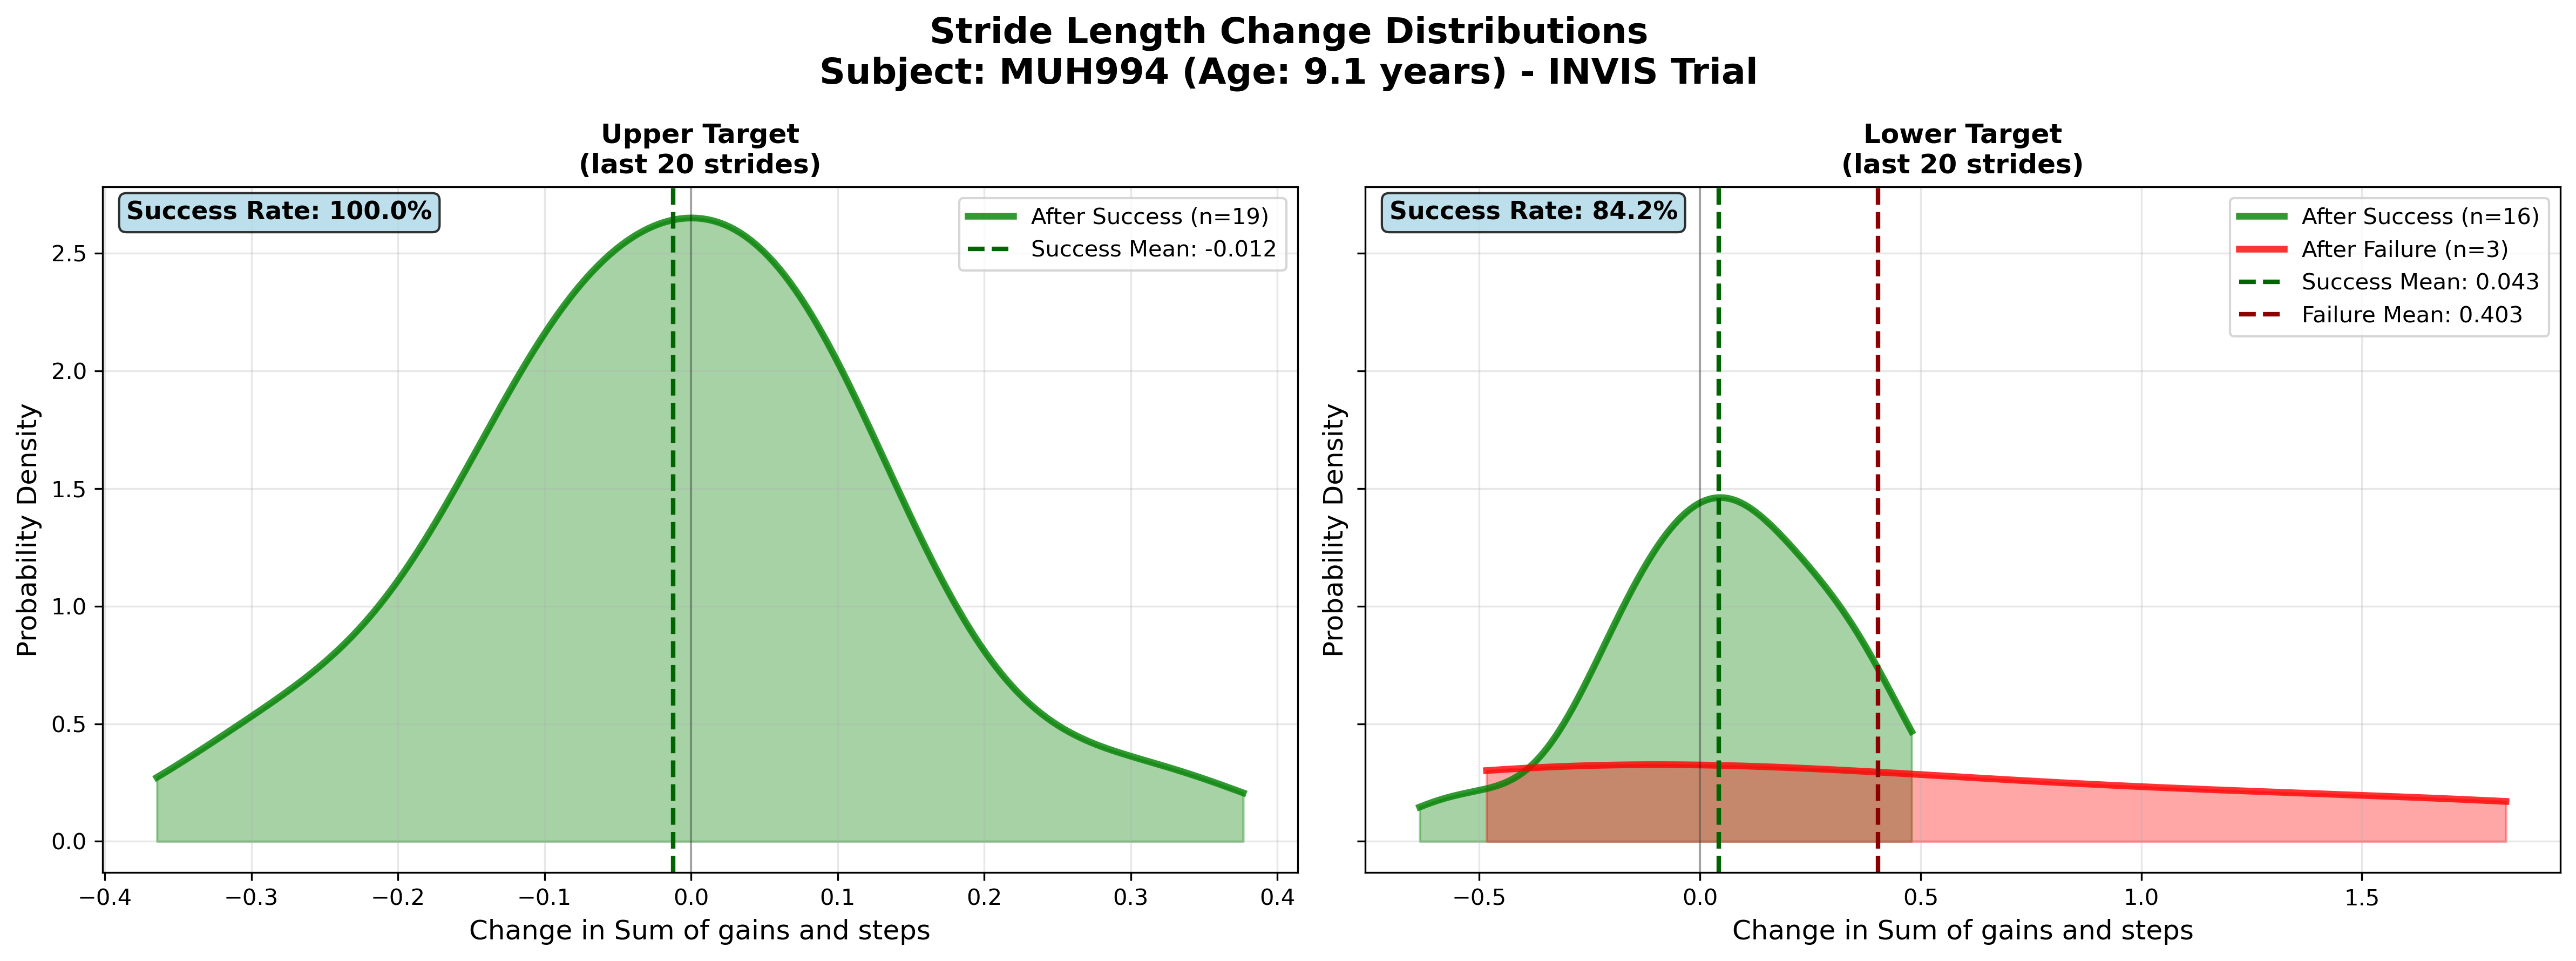 Stride Length Change Distributions
Subject: MUH994 (Age: 9.1 years) - INVIS Trial
Upper Target
(last 20 strides)
Success Rate: 100.0%
After Success (n=19)
Success Mean: -0.012
Probability Density
2.5
2.0
1.5
1.0
0.5
0.0
−0.4
−0.3
−0.2
−0.1
0.0
0.1
0.2
0.3
0.4
Change in Sum of gains and steps
Lower Target
(last 20 strides)
Success Rate: 84.2%
After Success (n=16)
After Failure (n=3)
Success Mean: 0.043
Failure Mean: 0.403
Probability Density
−0.5
0.0
0.5
1.0
1.5
Change in Sum of gains and steps